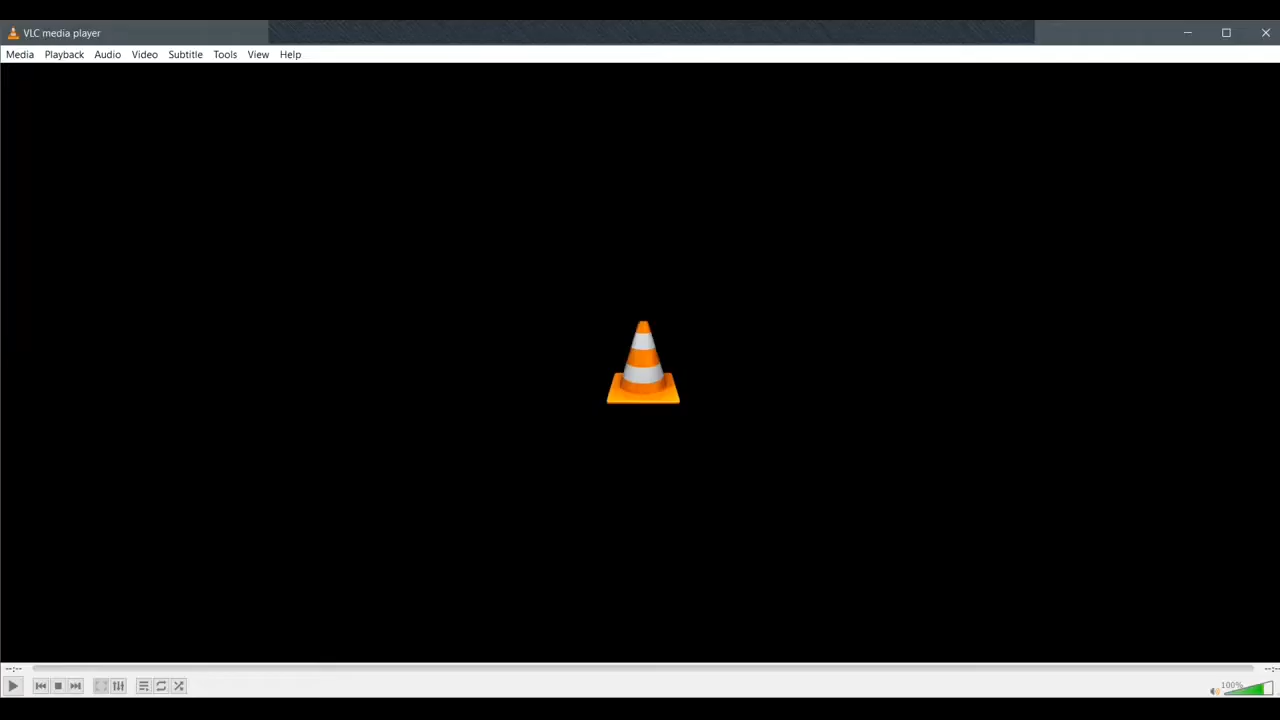 VLC media player
Media Playback Audio Video Subtitle Tools View Help
--:-- --:--
100%